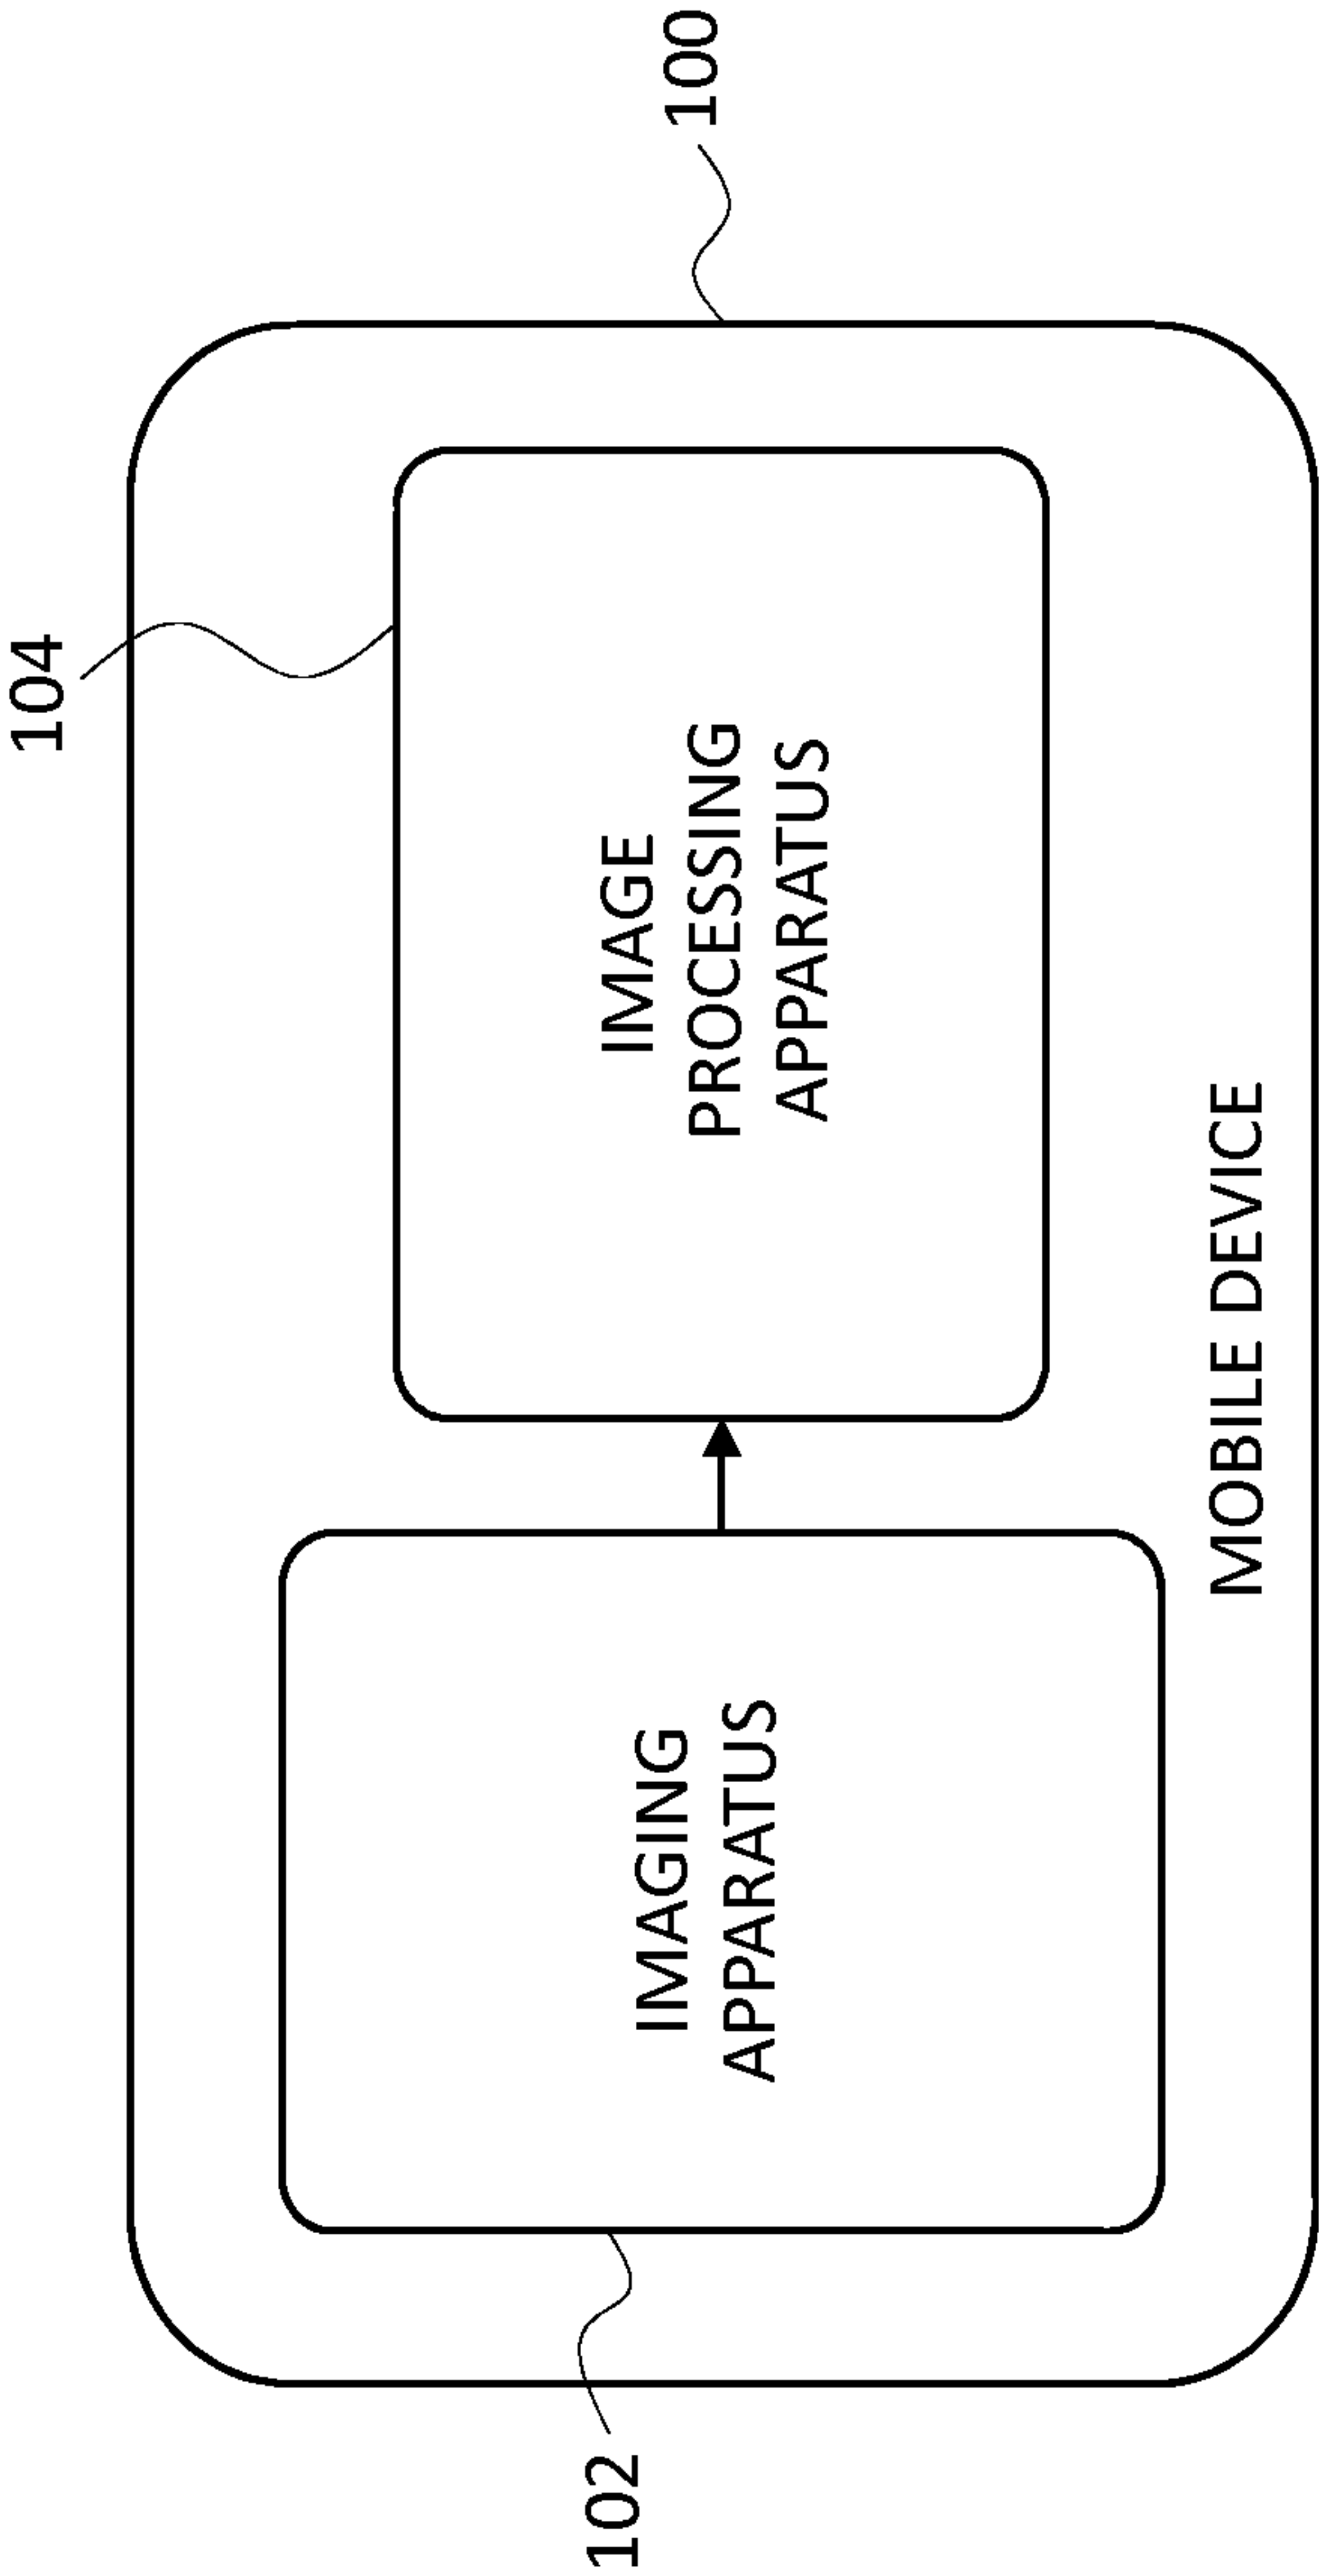 104
100
IMAGING
APPARATUS
IMAGE
PROCESSING
APPARATUS
102
MOBILE DEVICE